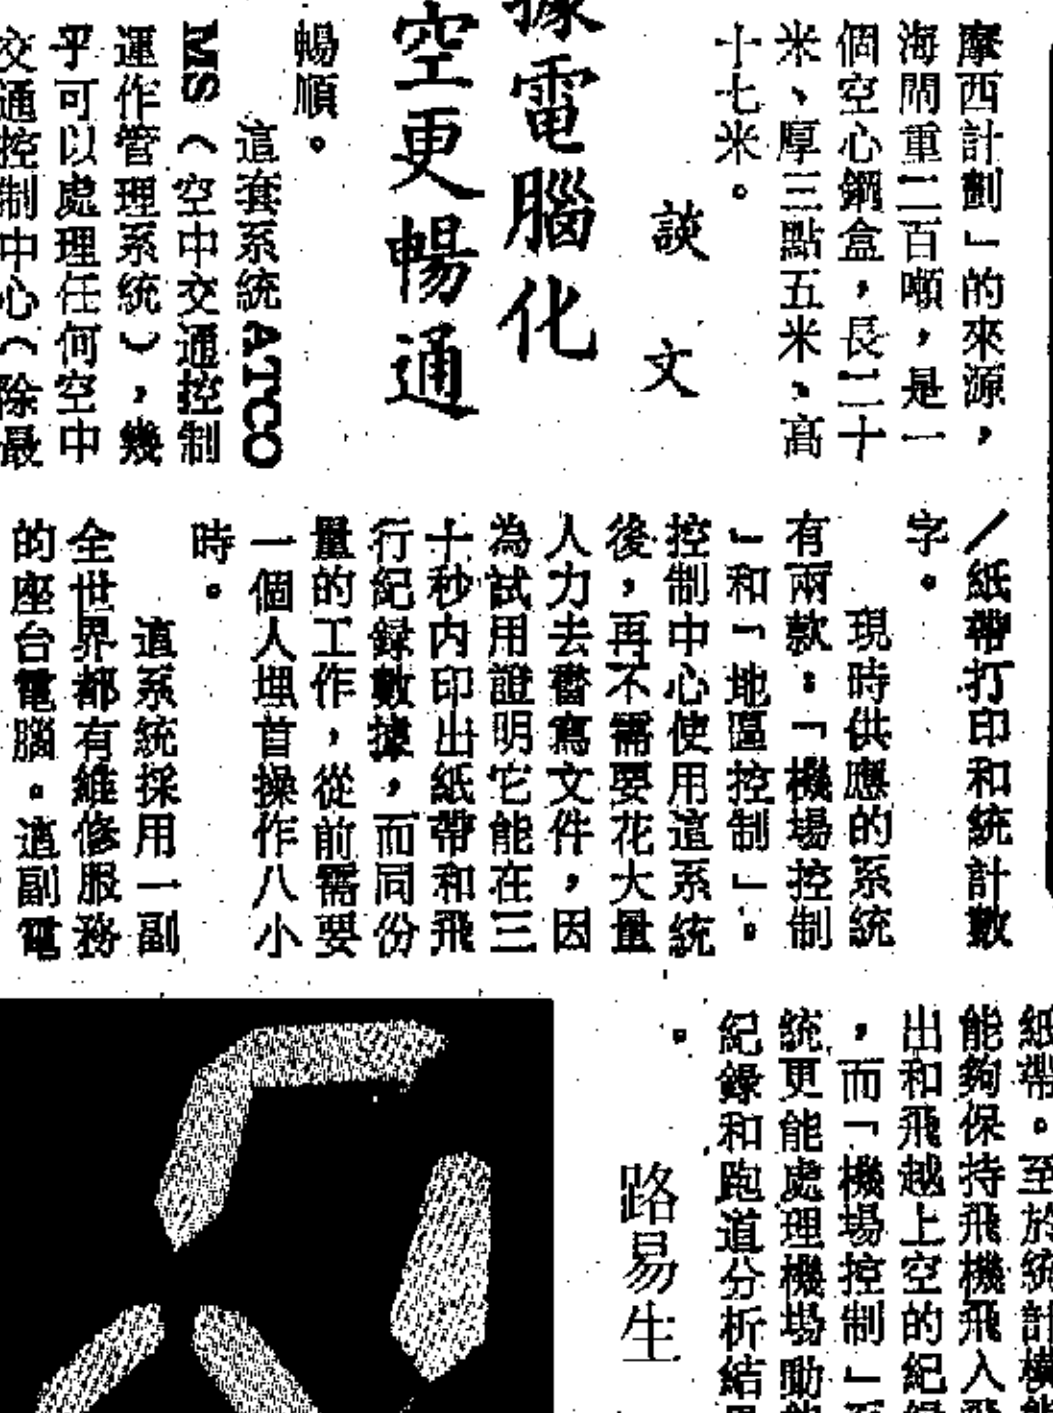 摩西計劃」的來源，
海閘重二百噸，是一
個空心鋼盒，長二十
米、厚三點五米、高
十七米。
談文
據電腦化
空更暢通
暢順。
這套系統ATCO
MS（空中交通控制
運作管理系統），幾
乎可以處理任何空中
交通控制中心（除最
／紙帶打印和統計數
字。
現時供應的系統
有兩款：「機場控制
」和「地區控制」。
控制中心使用這系統
後，再不需要花大量
人力去書寫文件，因
為試用證明它能在三
十秒內印出紙帶和飛
行紀錄數據，而同份
量的工作，從前需要
一個人埋首操作八小
時。
這系統採用一副
全世界都有維修服務
的座台電腦。這副電
紙帶。至於統計橫
能夠保持飛機飛入飛
出和飛越上空的紀錄
，而「機場控制」系
統更能處理機場動
紀錄和跑道分析結
。
路易生